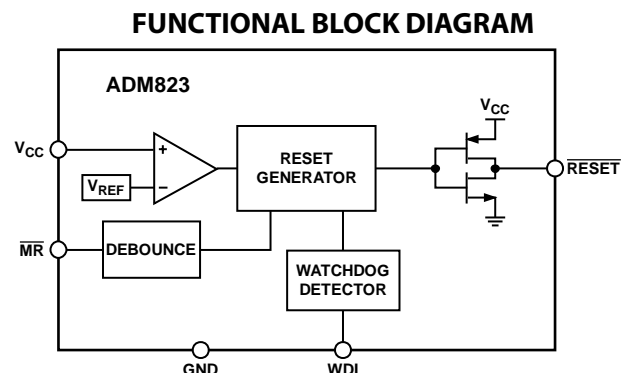 FUNCTIONAL BLOCK DIAGRAM
ADM823
VCC
VCC
+
RESET
GENERATOR
RESET
VREF
−
MR
DEBOUNCE
WATCHDOG
DETECTOR
GND
WDI